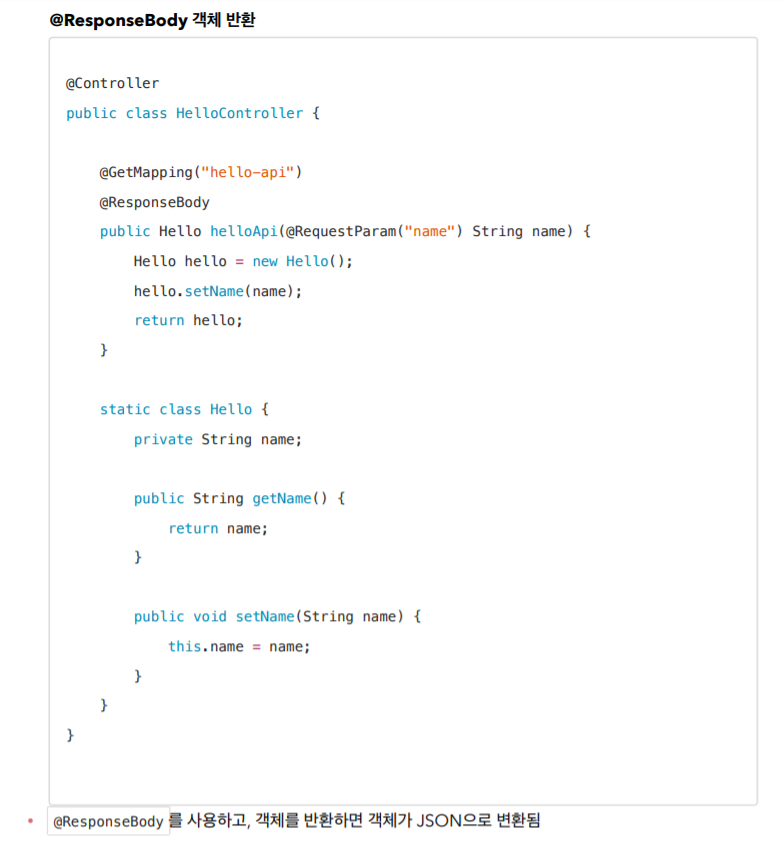 @ResponseBody 객체 반환
@Controller
public class HelloController {
@GetMapping("hello-api")
@ResponseBody
public Hello helloApi(@RequestParam("name") String name) {
Hello hello = new Hello();
hello.setName(name);
return hello;
}
static class Hello {
private String name;
public String getName() {
return name;
}
public void setName(String name) {
this.name = name;
}
}
}
• @ResponseBody 를 사용하고, 객체를 반환하면 객체가 JSON으로 변환됨